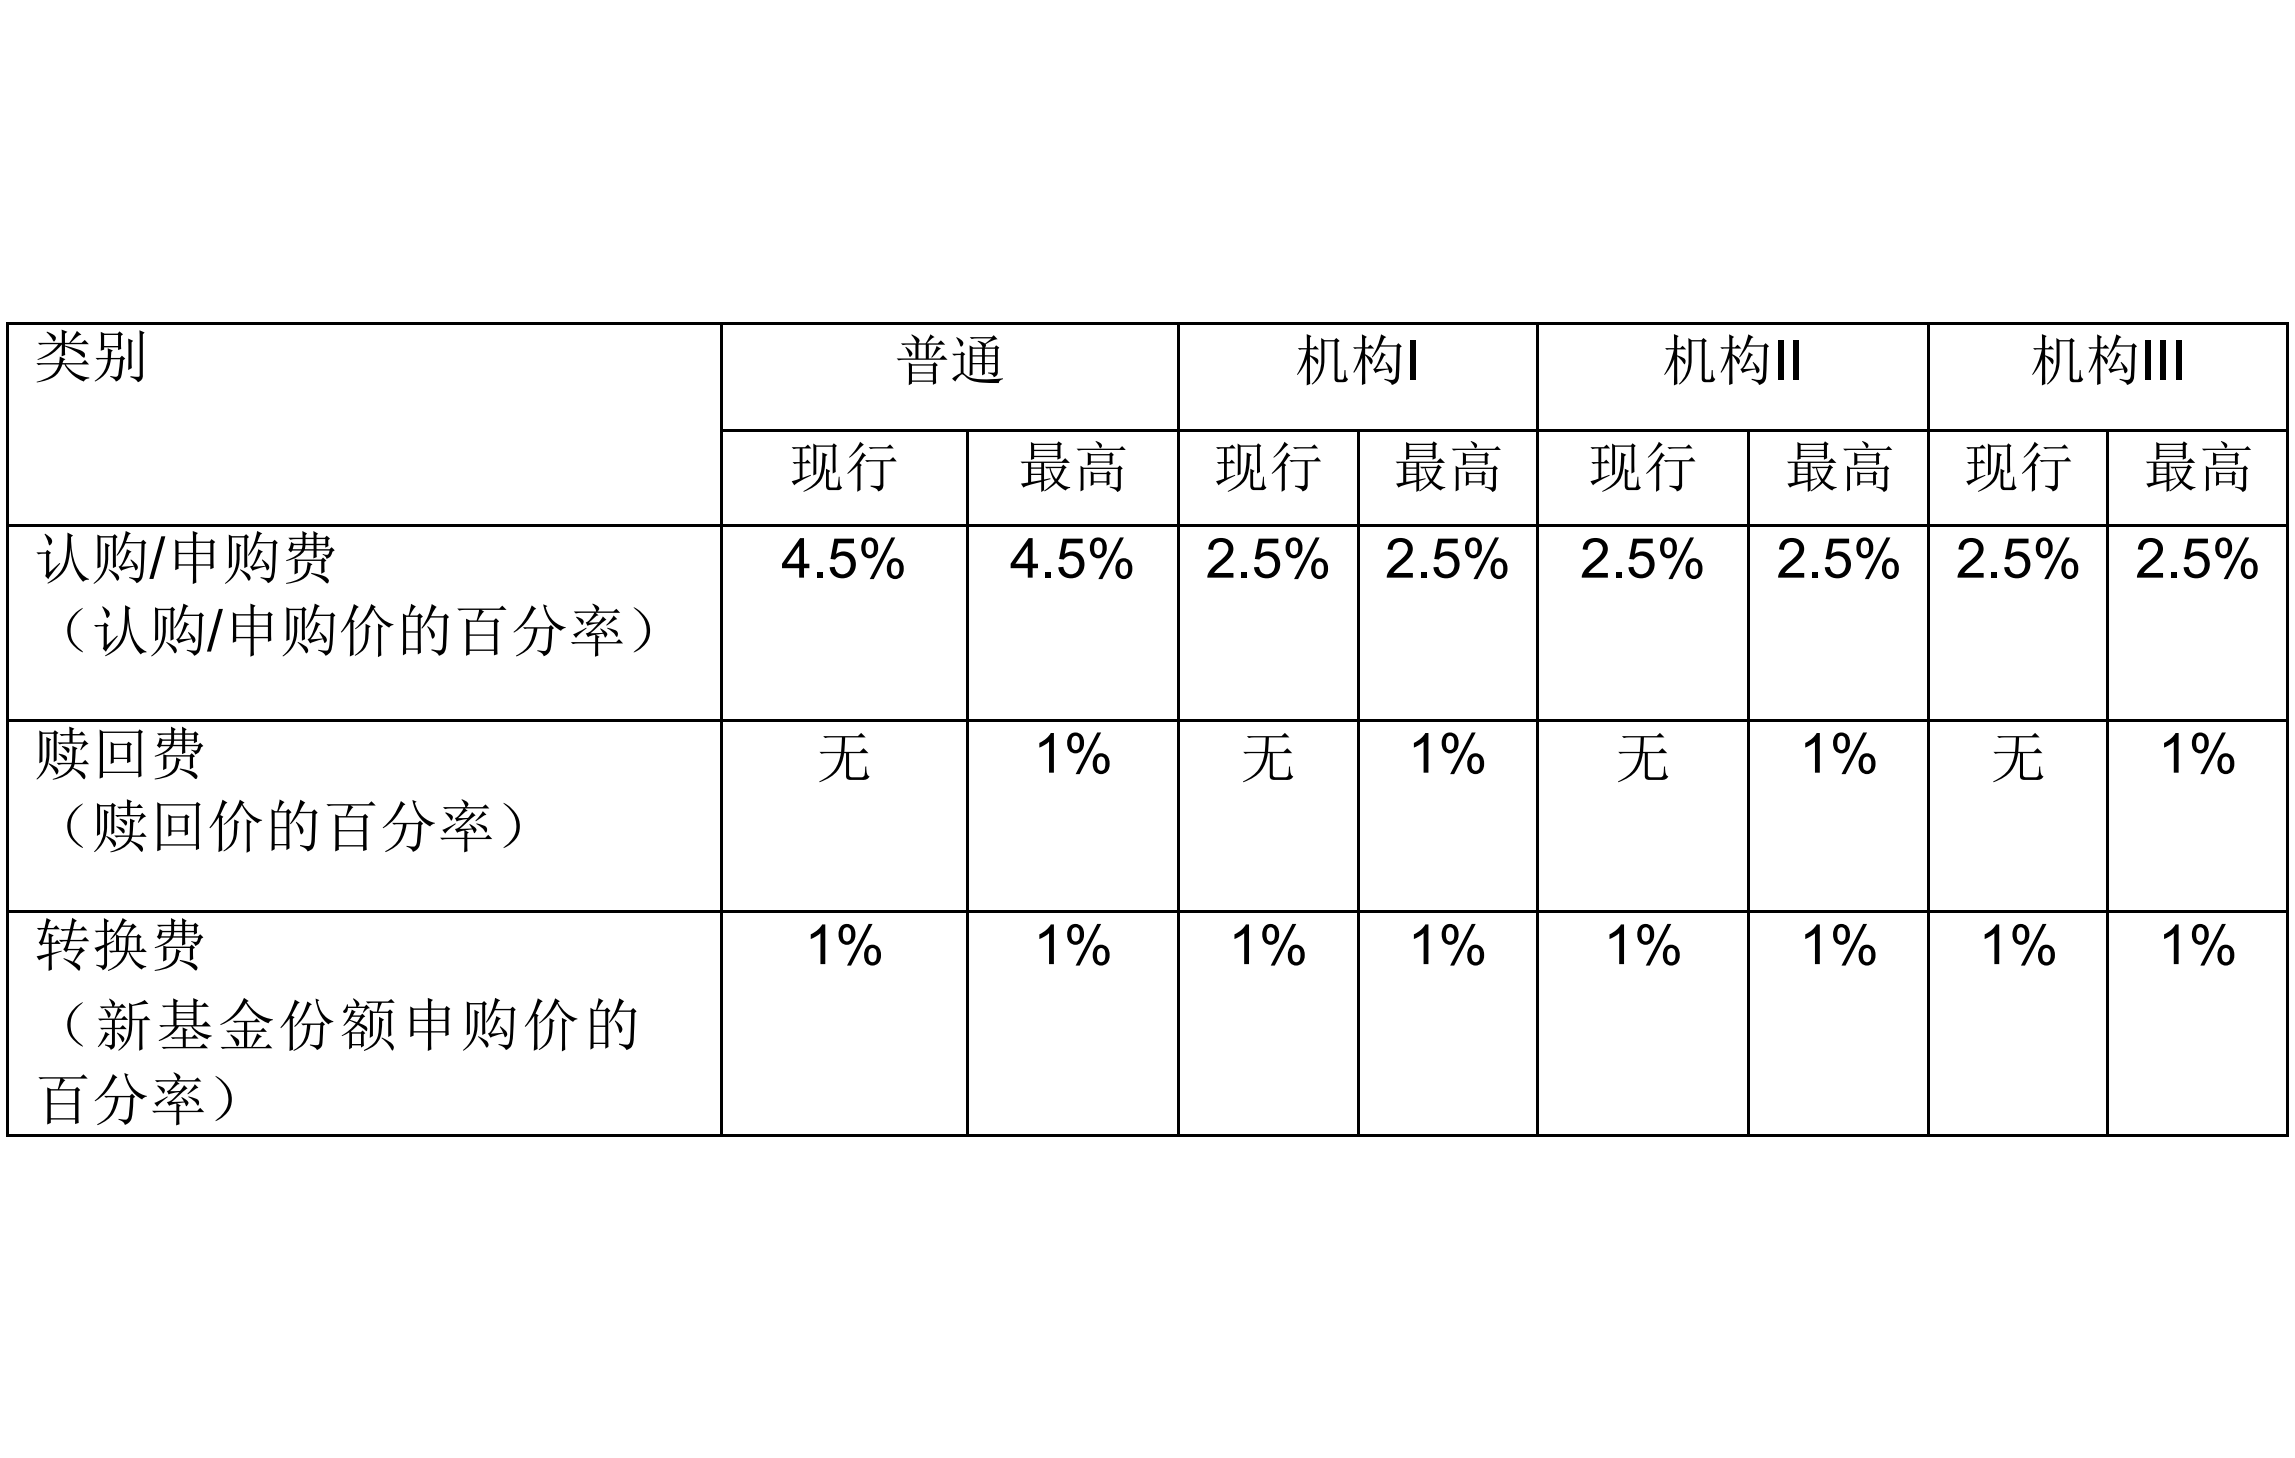 类别 普通 机构I 机构II 机构III
现行 最高 现行 最高 现行 最高 现行 最高
认购/申购费 4.5% 4.5% 2.5% 2.5% 2.5% 2.5% 2.5% 2.5%
（认购/申购价的百分率）
赎回费 无 1% 无 1% 无 1% 无 1%
（赎回价的百分率）
转换费 1% 1% 1% 1% 1% 1% 1% 1%
（新基金份额申购价的
百分率）